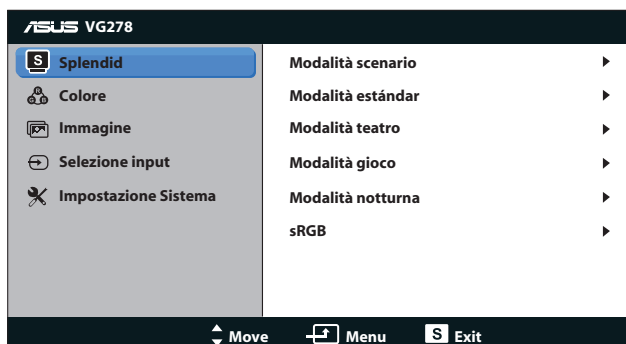 ASUS VG278
S Splendid
Colore
Immagine
Selezione input
Impostazione Sistema
Modalità scenario
Modalità estándar
Modalità teatro
Modalità gioco
Modalità notturna
sRGB
Move Menu S Exit